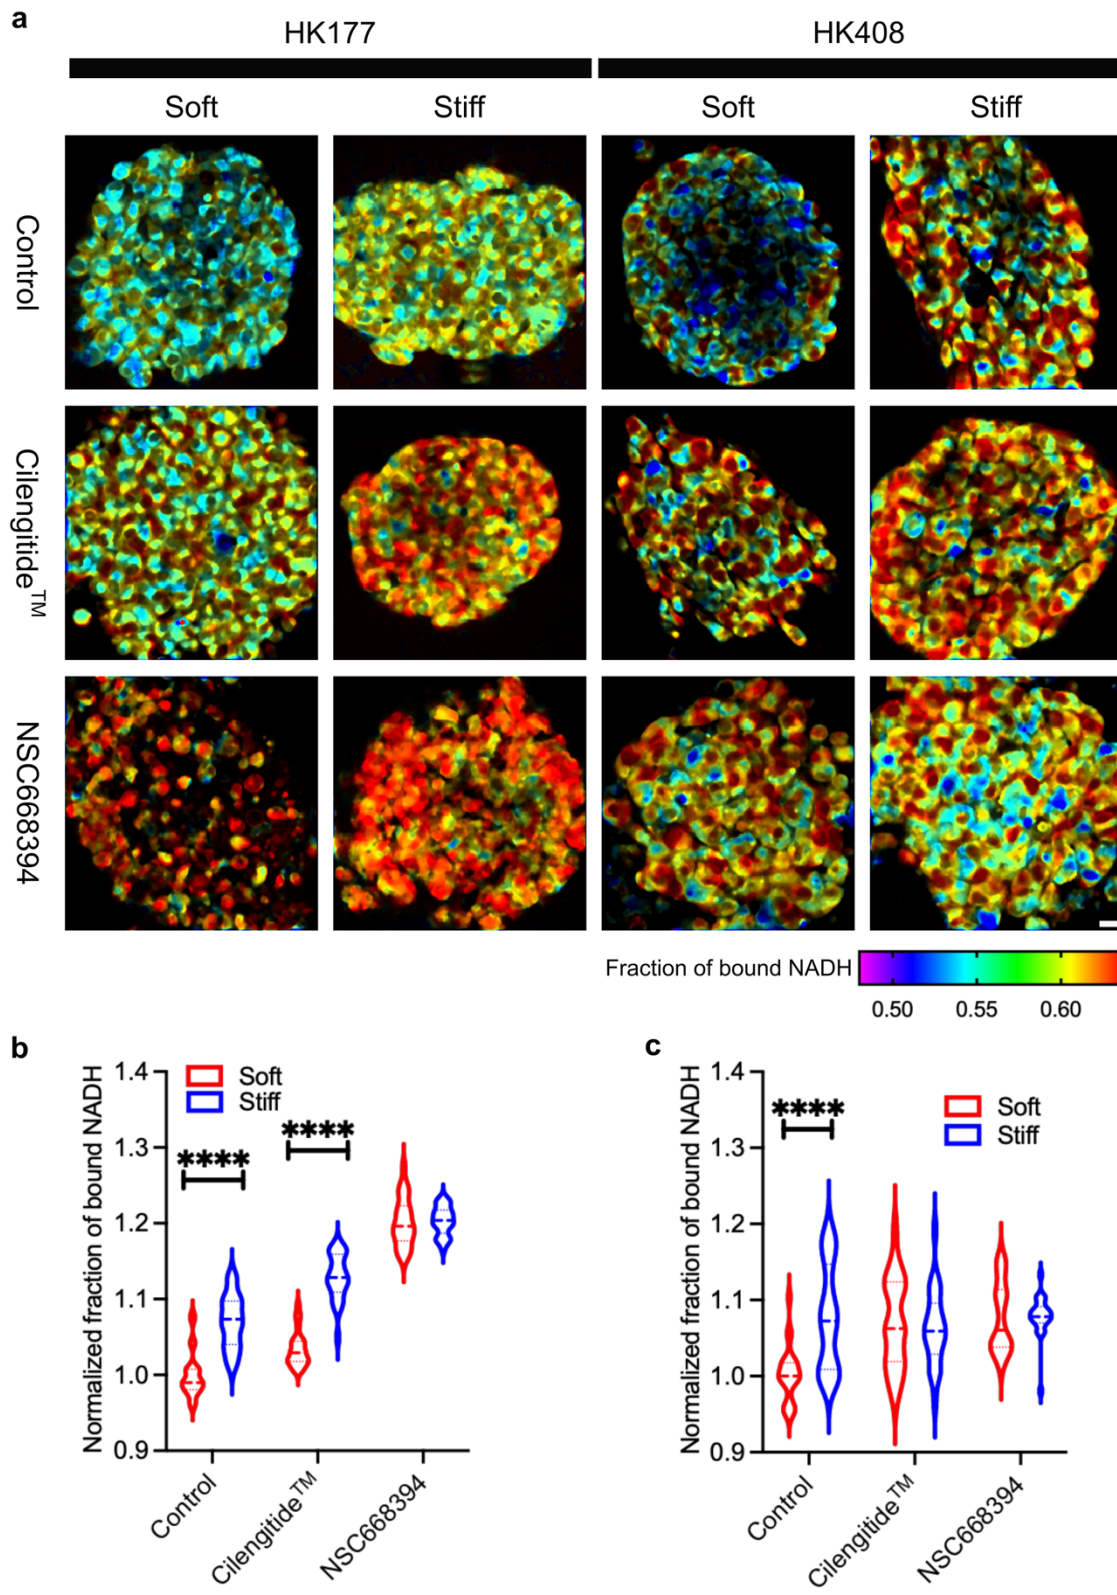 a
HK177 HK408
Soft Stiff Soft Stiff
Control
Cilengitide™
NSC668394
Fraction of bound NADH
0.50 0.55 0.60
b
Normalized fraction of bound NADH
1.4
1.3
1.2
1.1
1.0
0.9
Soft
Stiff
****
****
Control
Cilengitide™
NSC668394
c
Normalized fraction of bound NADH
1.4
1.3
1.2
1.1
1.0
0.9
Soft
Stiff
****
Control
Cilengitide™
NSC668394